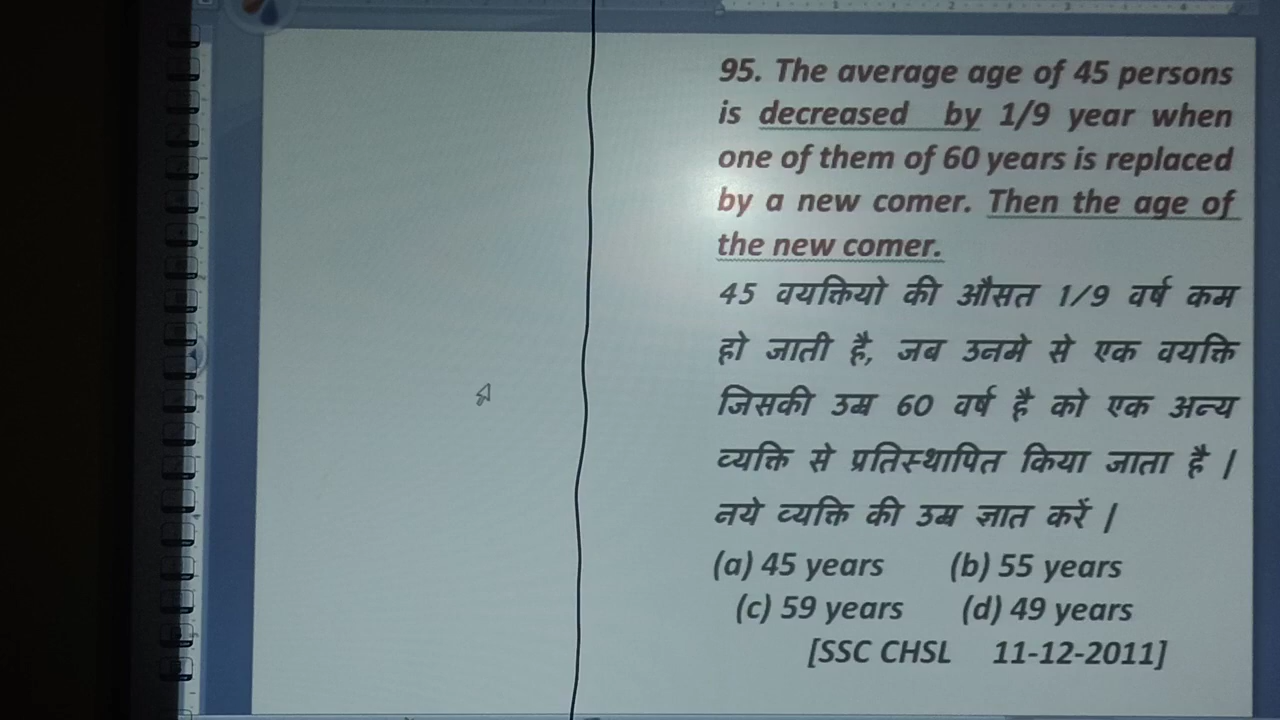 95. The average age of 45 persons
is decreased by 1/9 year when
one of them of 60 years is replaced
by a new comer. Then the age of
the new comer.
45 वयक्तियो की औसत 1/9 वर्ष कम
हो जाती है, जब उनमे से एक वयक्ति
जिसकी उम्र 60 वर्ष है को एक अन्य
व्यक्ति से प्रतिस्थापित किया जाता है |
नये व्यक्ति की उम्र ज्ञात करें |
(a) 45 years (b) 55 years
(c) 59 years (d) 49 years
[SSC CHSL 11-12-2011]